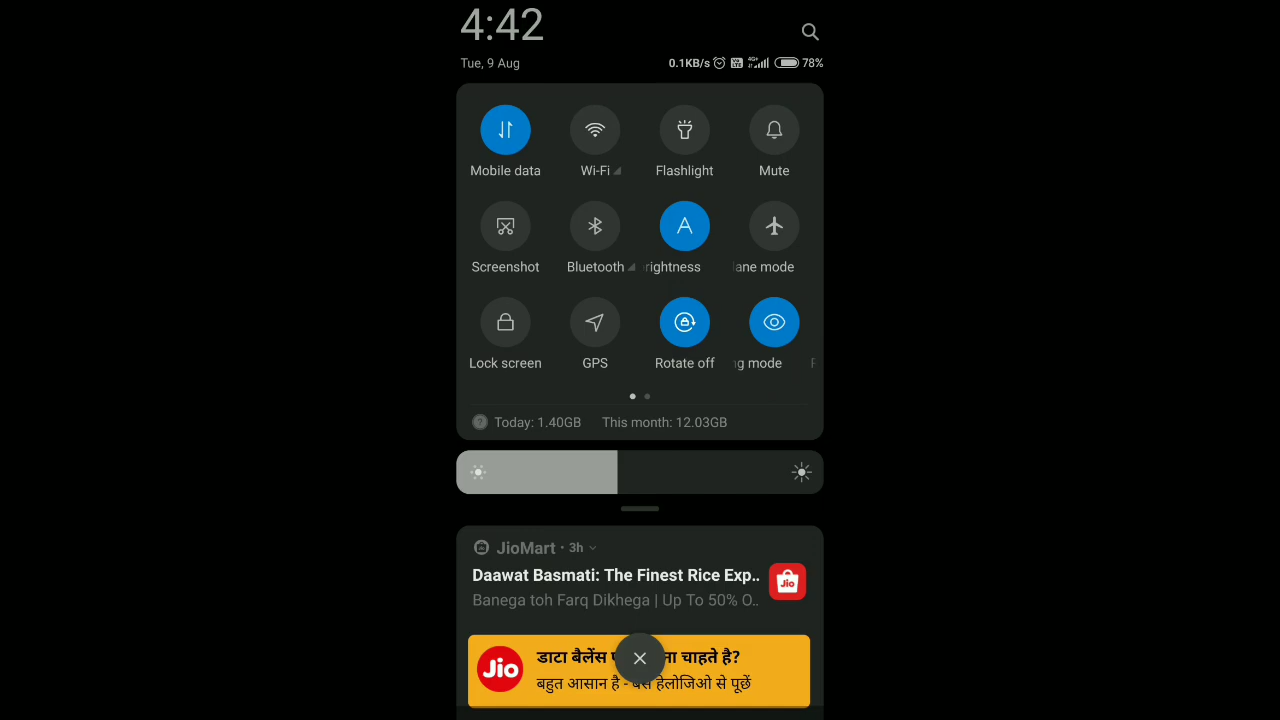 4:42
Tue, 9 Aug
0.1KB/s 4G+ 78%
Mobile data
Wi-Fi
Flashlight
Mute
Screenshot
Bluetooth
rightness
lane mode
Lock screen
GPS
Rotate off
g mode
Today: 1.40GB This month: 12.03GB
JioMart · 3h
Daawat Basmati: The Finest Rice Exp..
Banega toh Farq Dikhega | Up To 50% O..
Jio
Jio
डाटा बैलेंस चाहते है?
बहुत आसान है - बस हेलोजिओ से पूछें